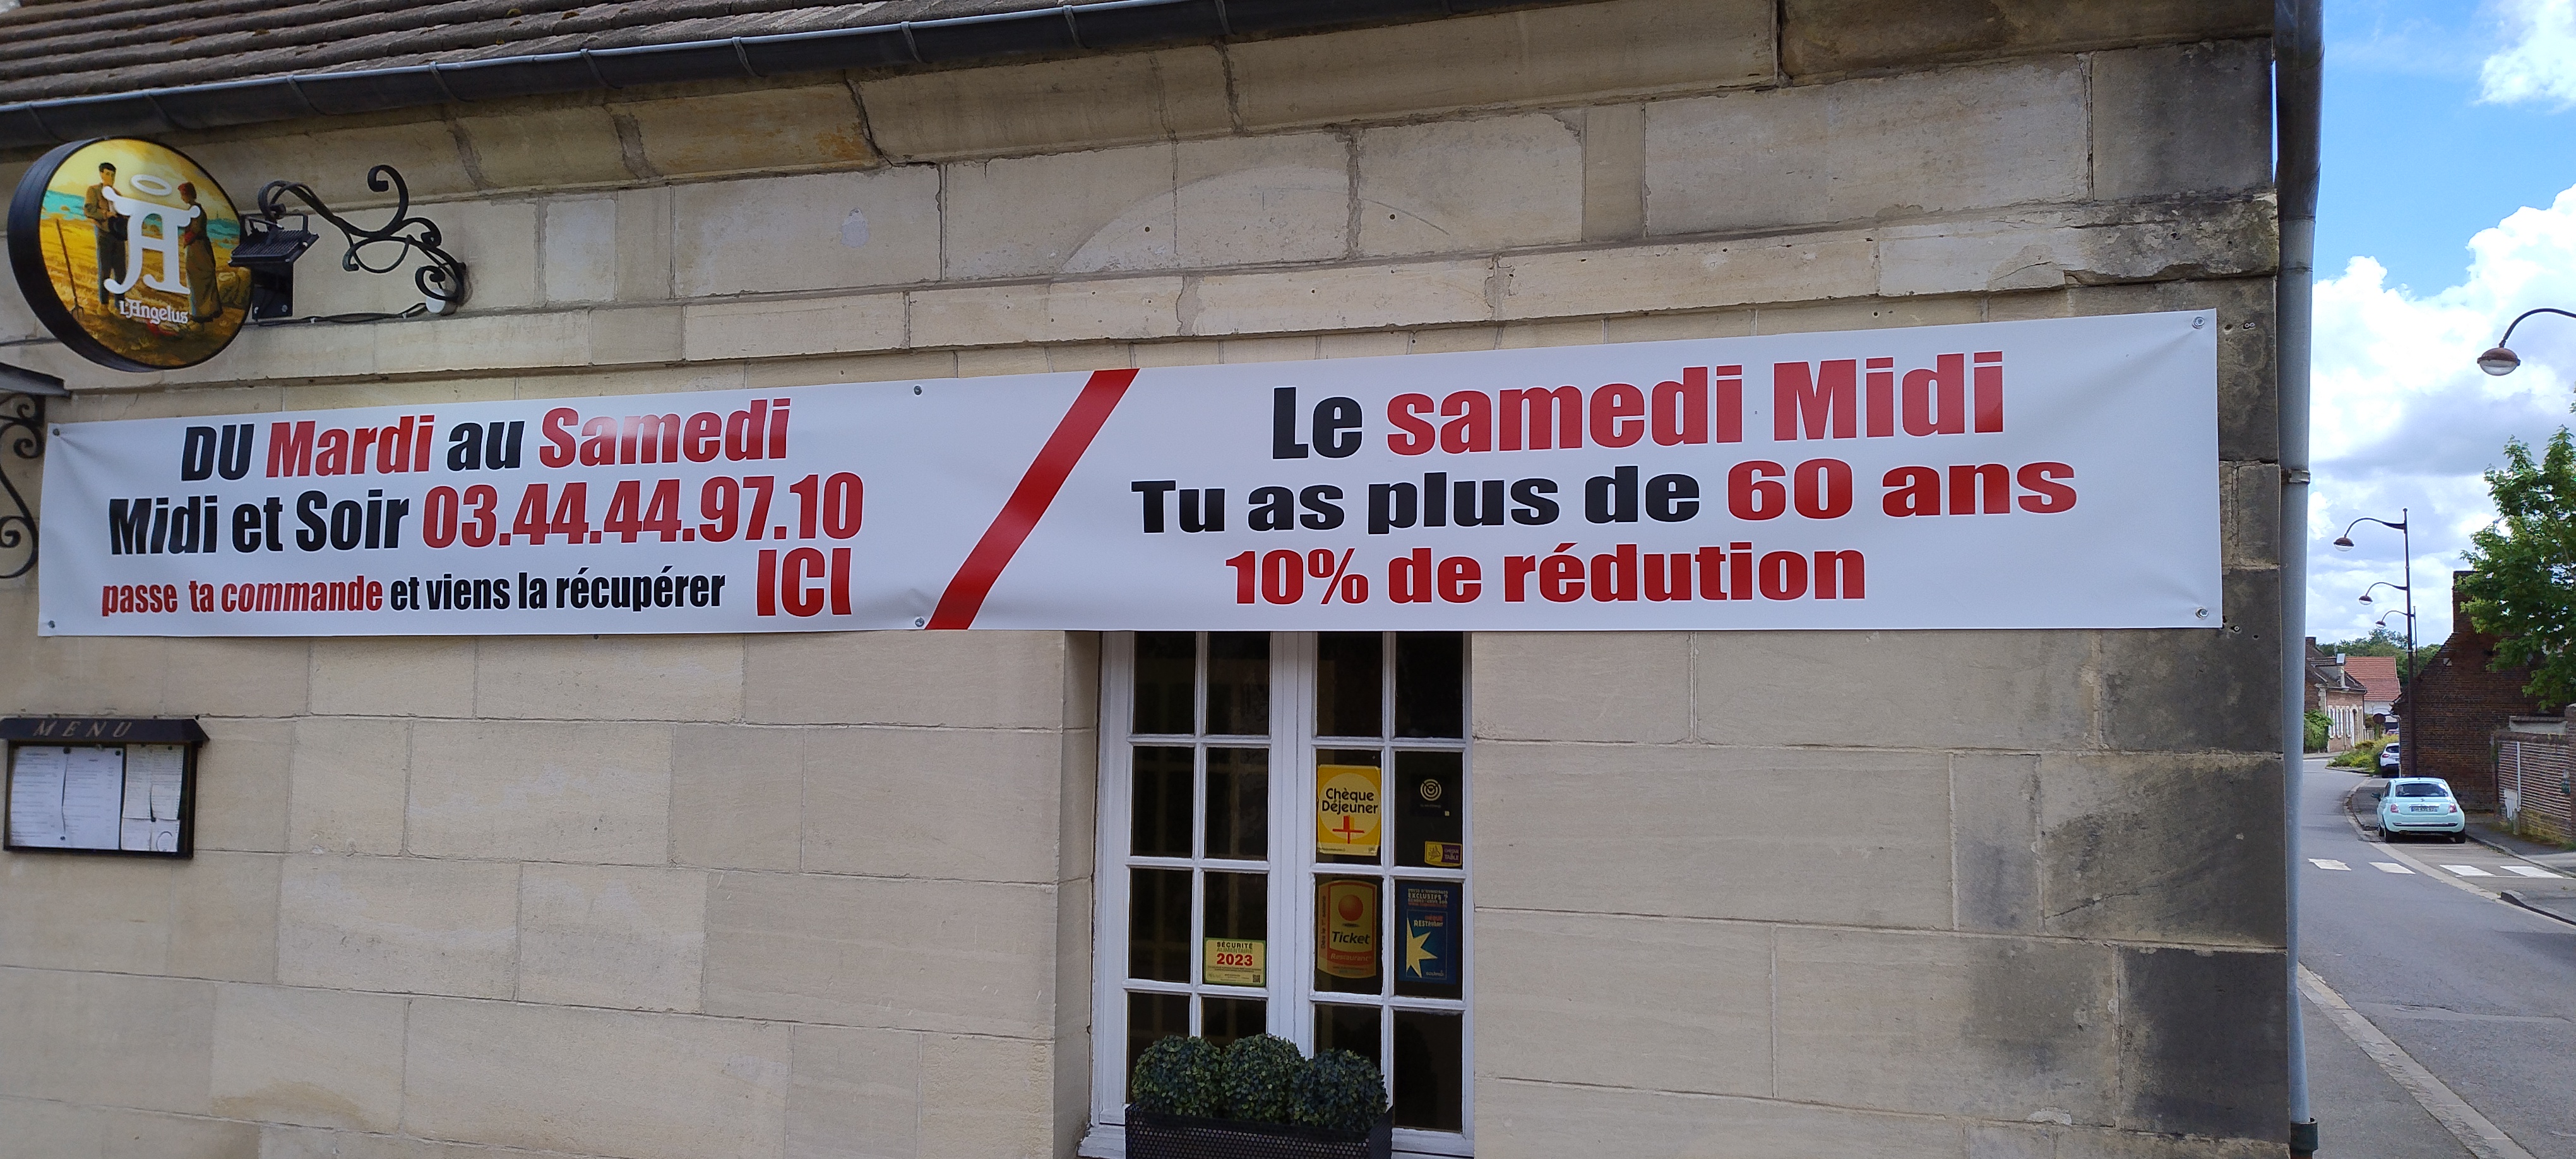 L'Angelus
DU Mardi au Samedi
Midi et Soir 03.44.44.97.10
passe ta commande et viens la récupérer ICI
Le samedi Midi
Tu as plus de 60 ans
10% de rédution
MENU
Chèque
Déjeuner
SÉCURITÉ
ALIMENTAIRE
2023
Ticket
Restaurant